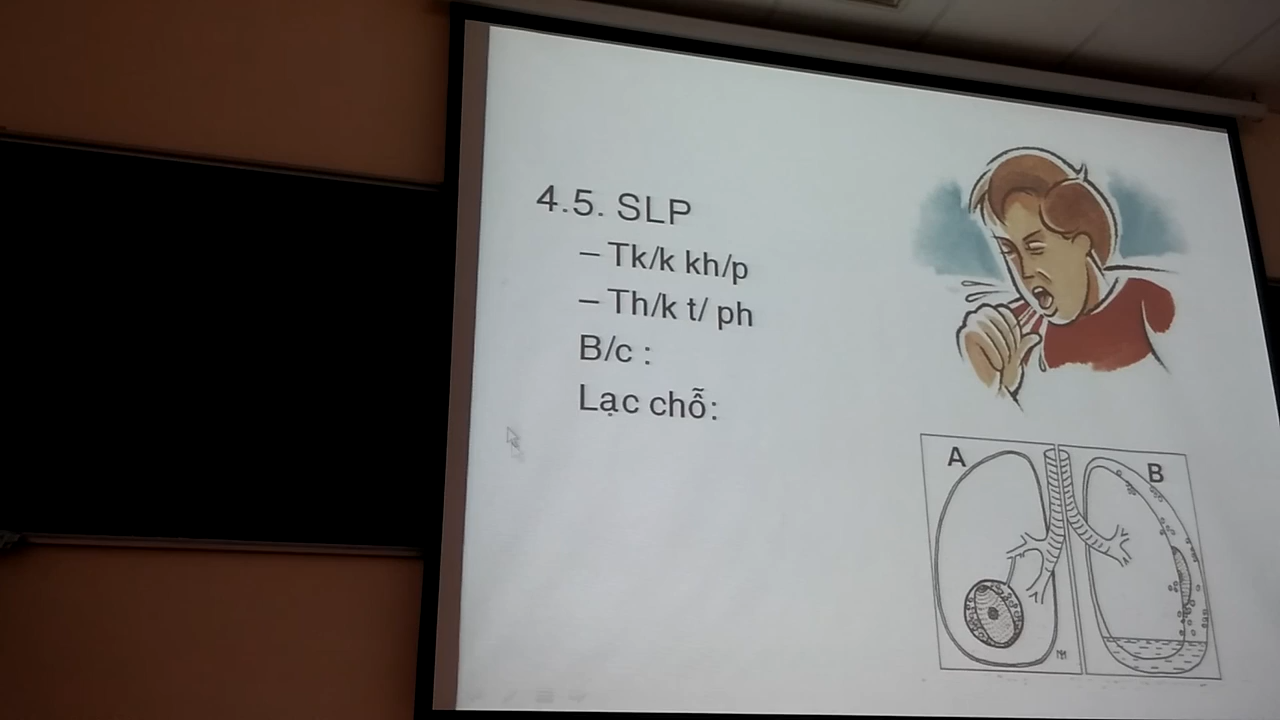 4.5. SLP
– Tk/k kh/p
– Th/k t/ ph
B/c :
Lạc chỗ:
A
B